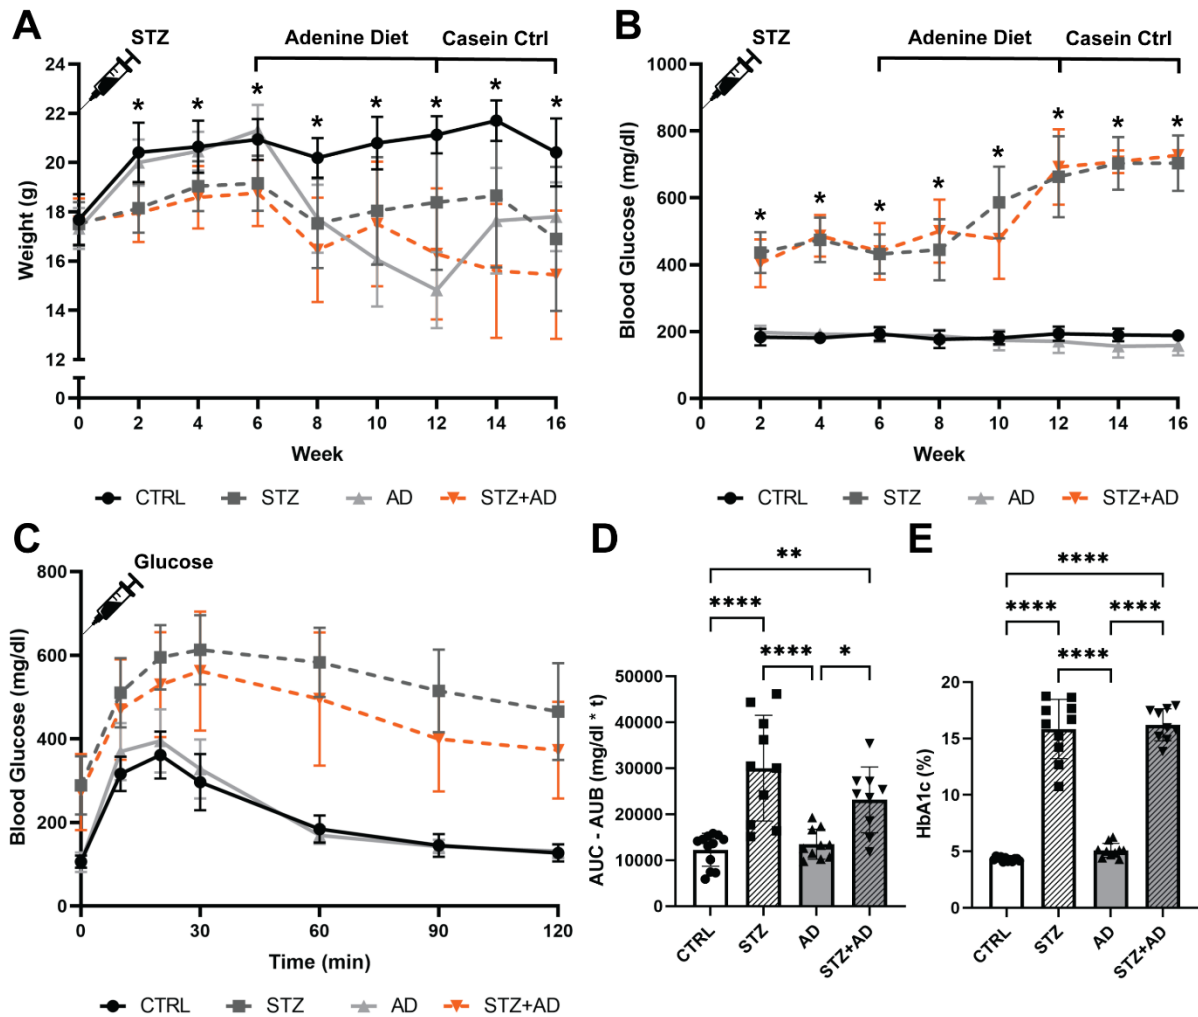 A
STZ
Adenine Diet
Casein Ctrl
24
22
20
18
16
14
12
0
Weight (g)
* * * * * * * *
0 2 4 6 8 10 12 14 16
Week
CTRL STZ AD STZ+AD
B
STZ
Adenine Diet
Casein Ctrl
1000
800
600
400
200
0
Blood Glucose (mg/dl)
* * * * * * * *
0 2 4 6 8 10 12 14 16
Week
CTRL STZ AD STZ+AD
C
Glucose
800
600
400
200
0
Blood Glucose (mg/dl)
0 30 60 90 120
Time (min)
CTRL STZ AD STZ+AD
D
**
****
**** *
50000
40000
30000
20000
10000
0
AUC - AUB (mg/dl * t)
CTRL STZ AD STZ+AD
E
****
**** ****
****
20
15
10
5
0
HbA1c (%)
CTRL STZ AD STZ+AD